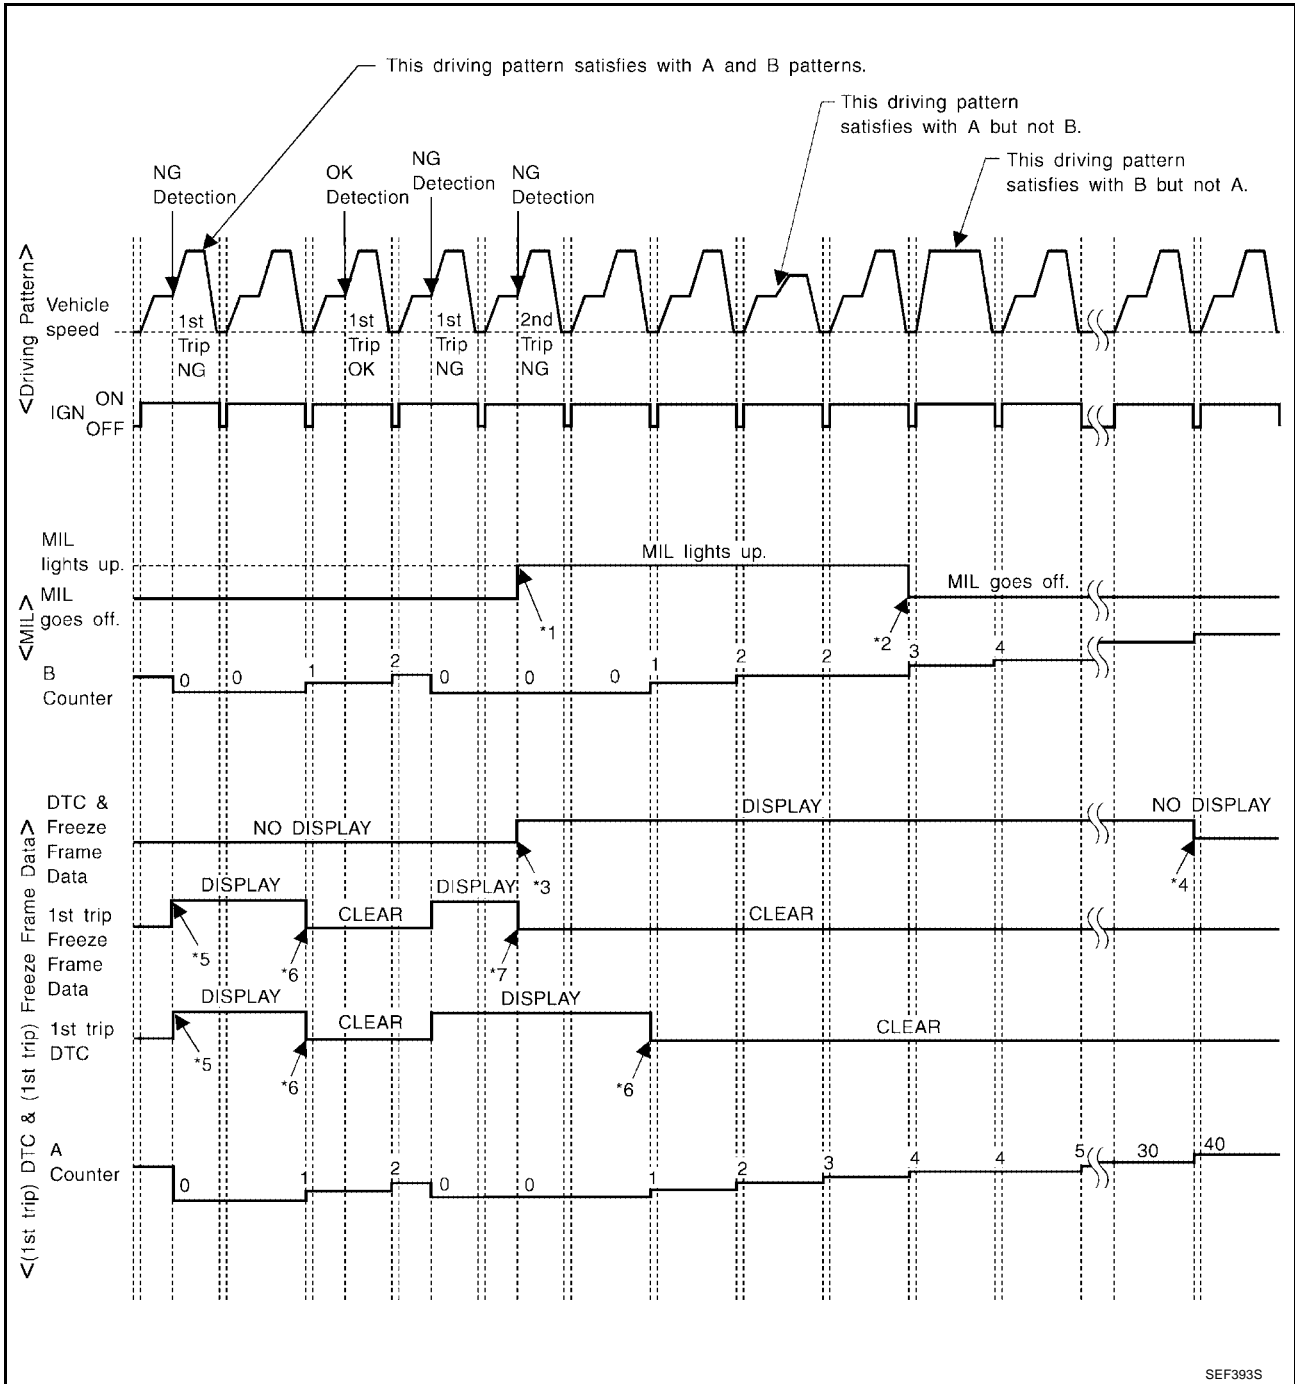 This driving pattern satisfies with A and B patterns.
This driving pattern
satisfies with A but not B.
This driving pattern
satisfies with B but not A.
NG
Detection
OK
Detection
NG
Detection
NG
Detection
<Driving Pattern>
Vehicle
speed
1st
Trip
NG
1st
Trip
OK
1st
Trip
NG
2nd
Trip
NG
IGN
ON
OFF
<MIL>
MIL
lights up.
MIL
goes off.
MIL lights up.
MIL goes off.
*1
*2
B
Counter
0 0 1 2 0 0 0 1 2 2 3 4
<(1st trip) DTC & (1st trip) Freeze Frame Data>
DTC &
Freeze
Frame
Data
NO DISPLAY
DISPLAY
NO DISPLAY
*3
*4
1st trip
Freeze
Frame
Data
DISPLAY
CLEAR
DISPLAY
CLEAR
*5
*6
*7
1st trip
DTC
DISPLAY
CLEAR
DISPLAY
CLEAR
*5
*6
*6
A
Counter
0 1 2 0 0 1 2 3 4 4 5 30 40
SEF393S